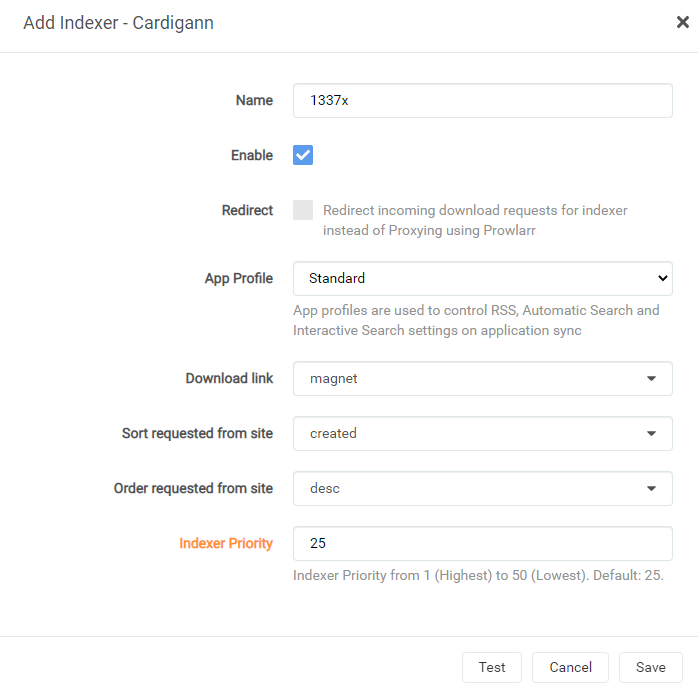 Add Indexer - Cardigann
Name
1337x
Enable
Redirect
Redirect incoming download requests for indexer
instead of Proxying using Prowlarr
App Profile
Standard
App profiles are used to control RSS, Automatic Search and
Interactive Search settings on application sync
Download link
magnet
Sort requested from site
created
Order requested from site
desc
Indexer Priority
25
Indexer Priority from 1 (Highest) to 50 (Lowest). Default: 25.
Test
Cancel
Save